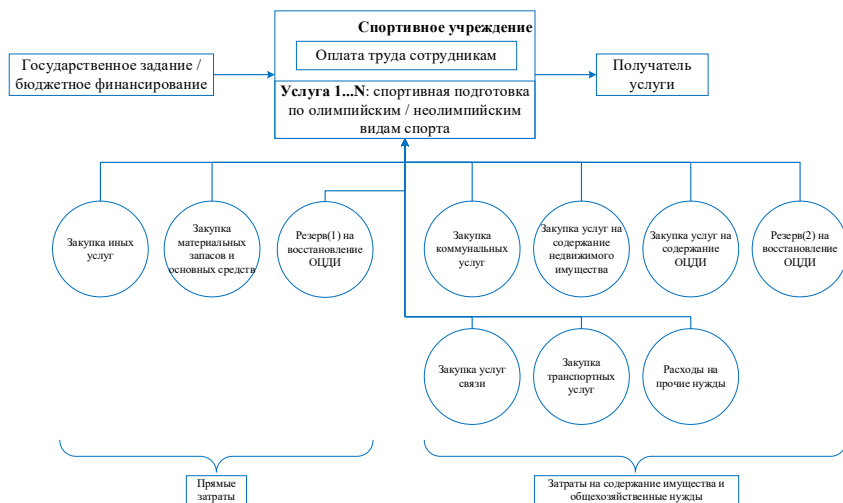 Спортивное учреждение
Оплата труда сотрудникам
Государственное задание /
бюджетное финансирование
Получатель
услуги
Услуга 1...N: спортивная подготовка
по олимпийским / неолимпийским
видам спорта
Закупка иных
услуг
Закупка
материальных
запасов и
основных средств
Резерв(1) на
восстановление
ОЦДИ
Закупка
коммунальных
услуг
Закупка услуг на
содержание
недвижимого
имущества
Закупка услуг на
содержание
ОЦДИ
Резерв(2) на
восстановление
ОЦДИ
Закупка услуг
связи
Закупка
транспортных
услуг
Расходы на
прочие нужды
Прямые
затраты
Затраты на содержание имущества и
общехозяйственные нужды